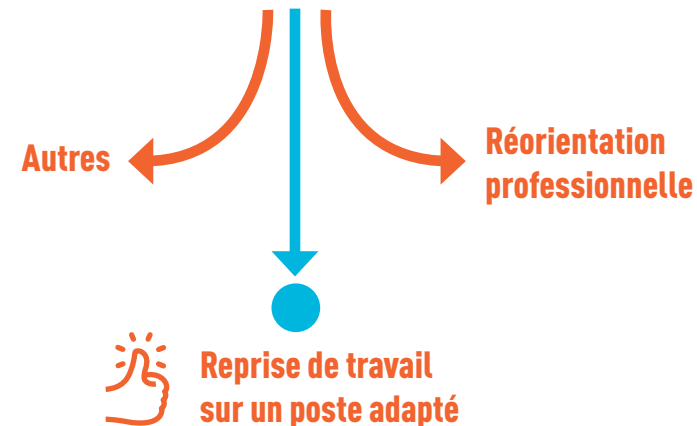 Autres
Réorientation
professionnelle
Reprise de travail
sur un poste adapté